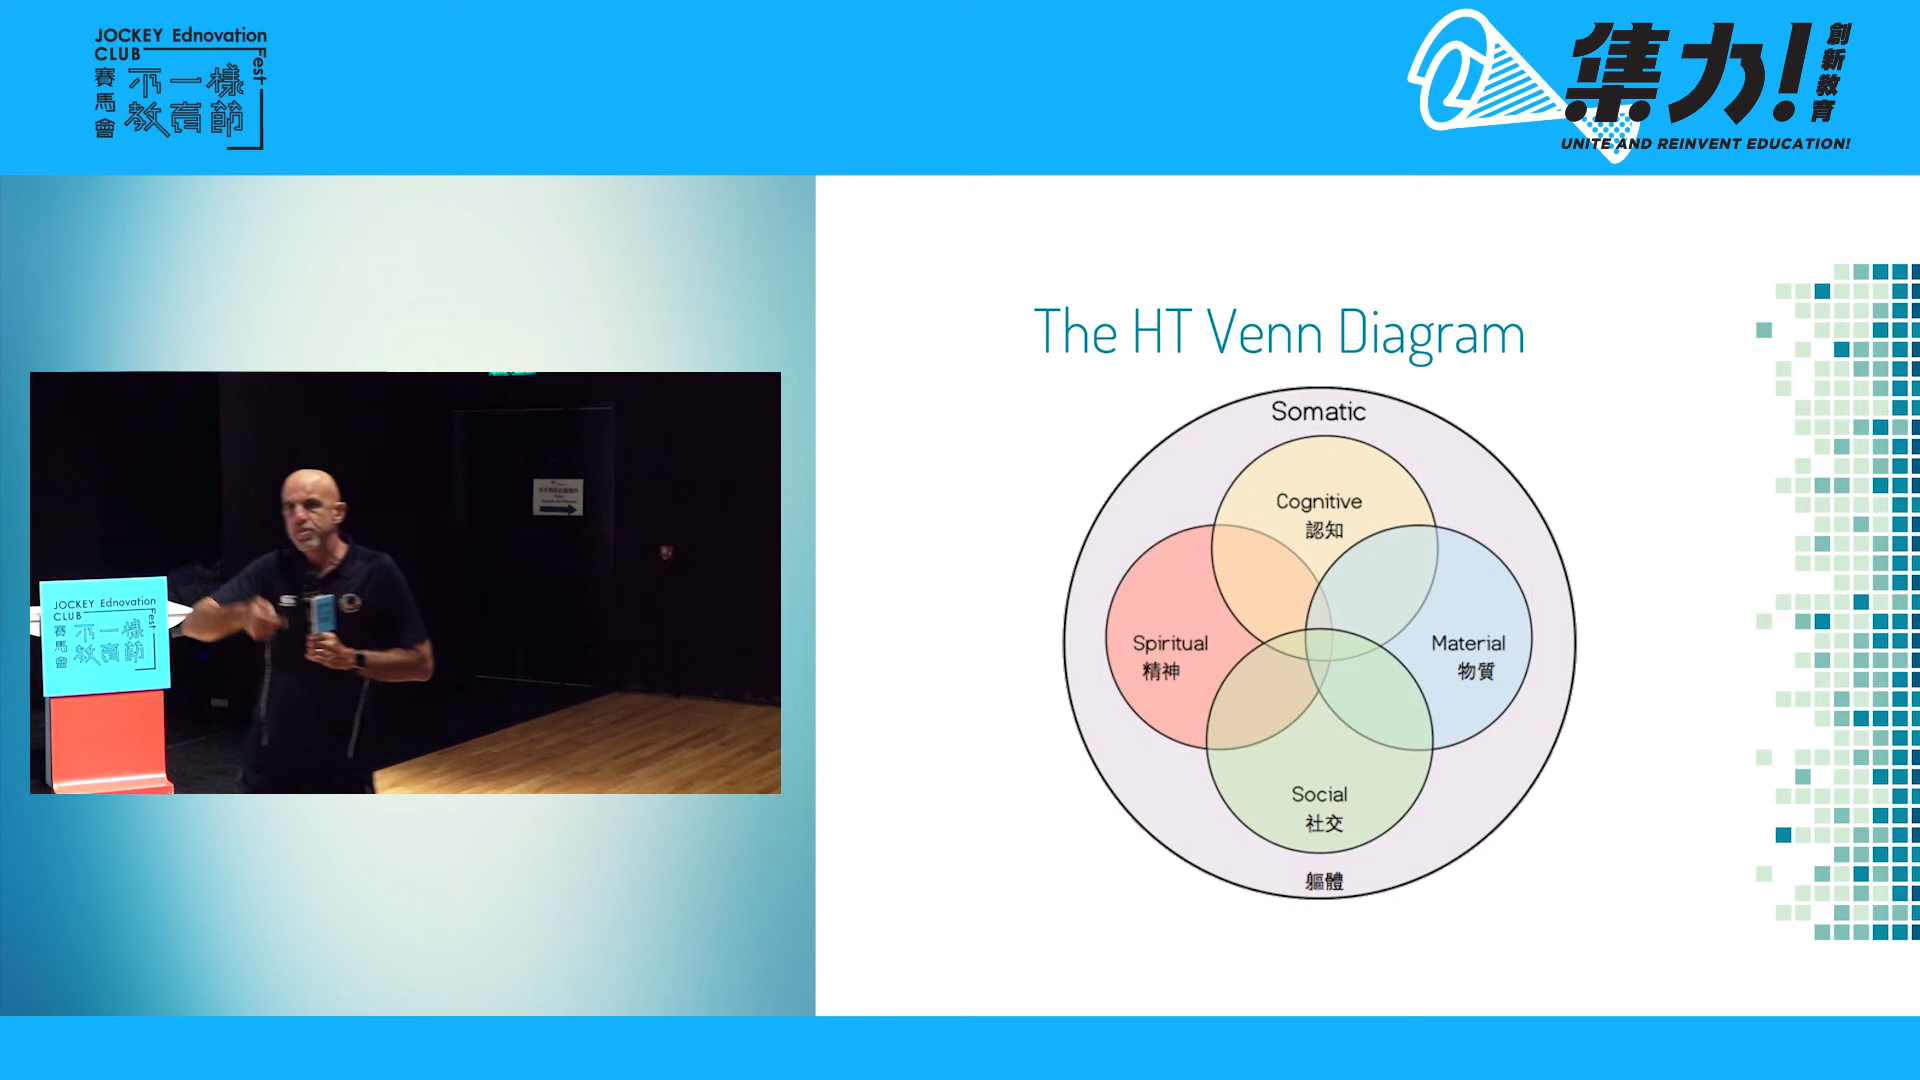 JOCKEY Ednovation
CLUB Fest
賽馬會 不一樣
教育節
集力!
創新教育
UNITE AND REINVENT EDUCATION!
JOCKEY Ednovation
CLUB Fest
賽馬會 不一樣
教育節
The HT Venn Diagram
Somatic
Cognitive
認知
Spiritual
精神
Material
物質
Social
社交
軀體